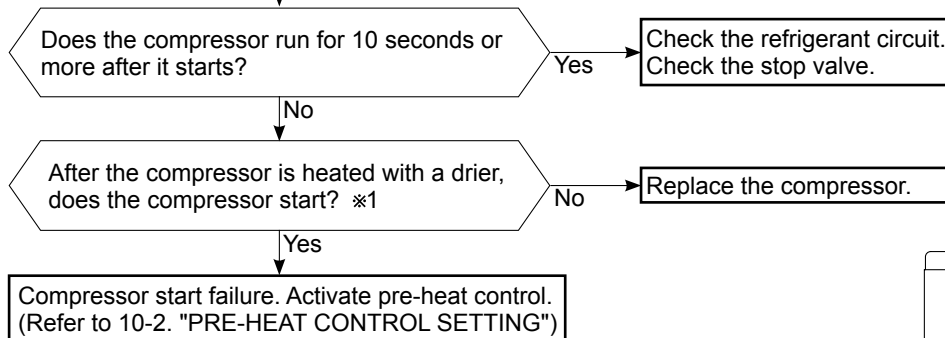 Does the compressor run for 10 seconds or
more after it starts?
Yes
Check the refrigerant circuit.
Check the stop valve.
No
After the compressor is heated with a drier,
does the compressor start? ※1
No
Replace the compressor.
Yes
Compressor start failure. Activate pre-heat control.
(Refer to 10-2. "PRE-HEAT CONTROL SETTING")